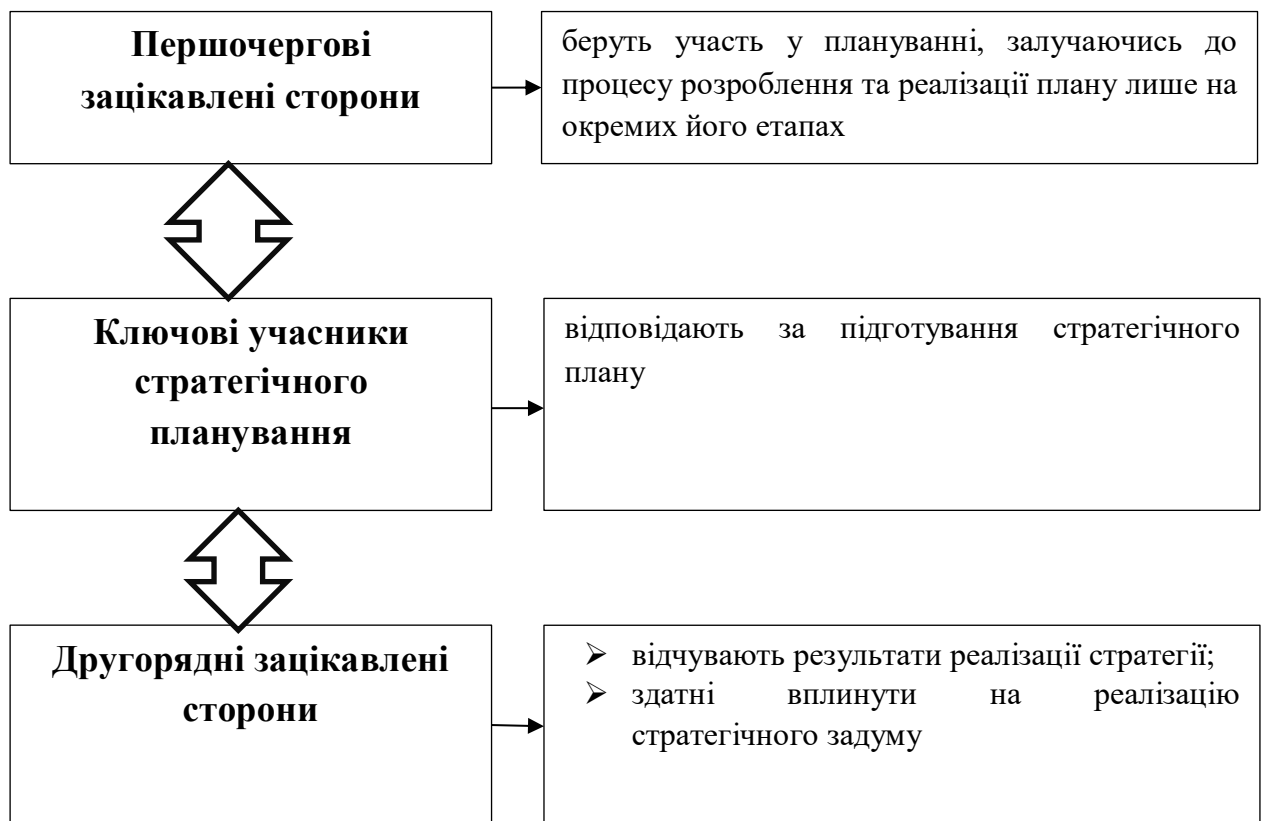 Першочергові
зацікавлені сторони
беруть участь у плануванні, залучаючись до
процесу розроблення та реалізації плану лише на
окремих його етапах
Ключові учасники
стратегічного
планування
відповідають за підготування стратегічного
плану
Другорядні зацікавлені
сторони
➢ відчувають результати реалізації стратегії;
➢ здатні вплинути на реалізацію
стратегічного задуму